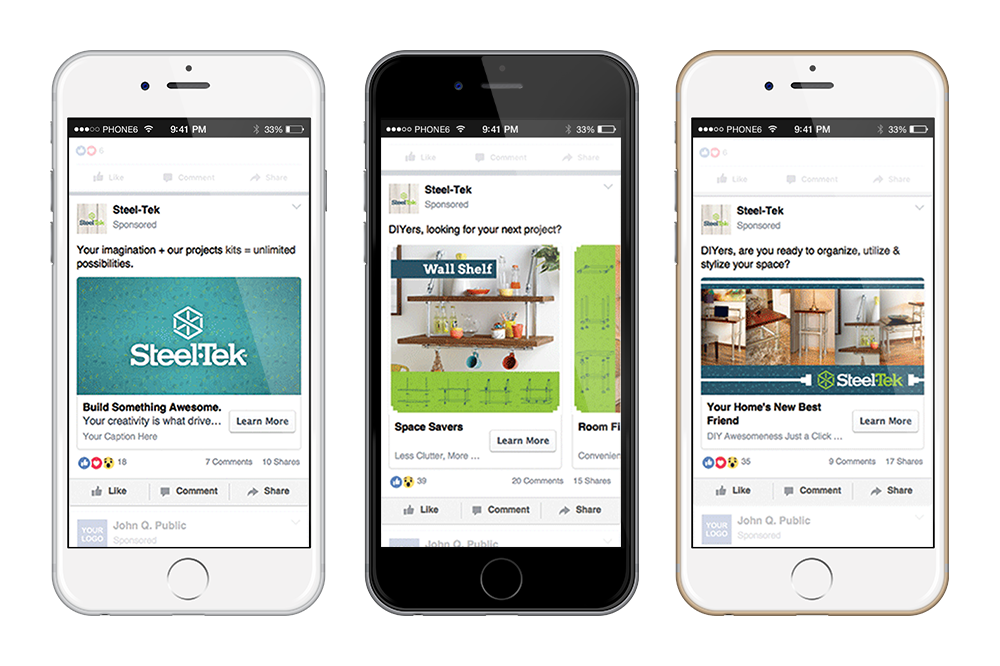 PHONE6 9:41 PM 33%
6
Like Comment Share
SteelTek
Steel-Tek
Sponsored
Your imagination + our projects kits = unlimited
possibilities.
Steel·Tek
Build Something Awesome.
Your creativity is what drive…
Learn More
Your Caption Here
18 7 Comments 10 Shares
Like Comment Share
YOUR
LOGO
John Q. Public
Sponsored
PHONE6 9:41 PM 33%
Like Comment Share
SteelTek
Steel-Tek
Sponsored
DIYers, looking for your next project?
Wall Shelf
Space Savers
Less Clutter, More …
Learn More
Room Fi
Convenien
39 20 Comments 15 Shares
Like Comment Share
John Q. Public
PHONE6 9:41 PM 33%
6
Like Comment Share
SteelTek
Steel-Tek
Sponsored
DIYers, are you ready to organize, utilize &
stylize your space?
Steel·Tek
Your Home's New Best
Friend
DIY Awesomeness Just a Click …
Learn More
35 9 Comments 17 Shares
Like Comment Share
YOUR
LOGO
John Q. Public
Sponsored